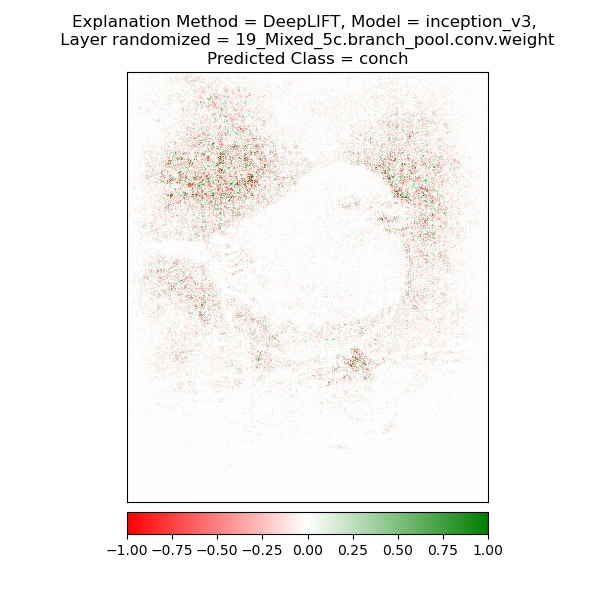 Explanation Method = DeepLIFT, Model = inception_v3,
Layer randomized = 19_Mixed_5c.branch_pool.conv.weight
Predicted Class = conch
−1.00 −0.75 −0.50 −0.25 0.00 0.25 0.50 0.75 1.00